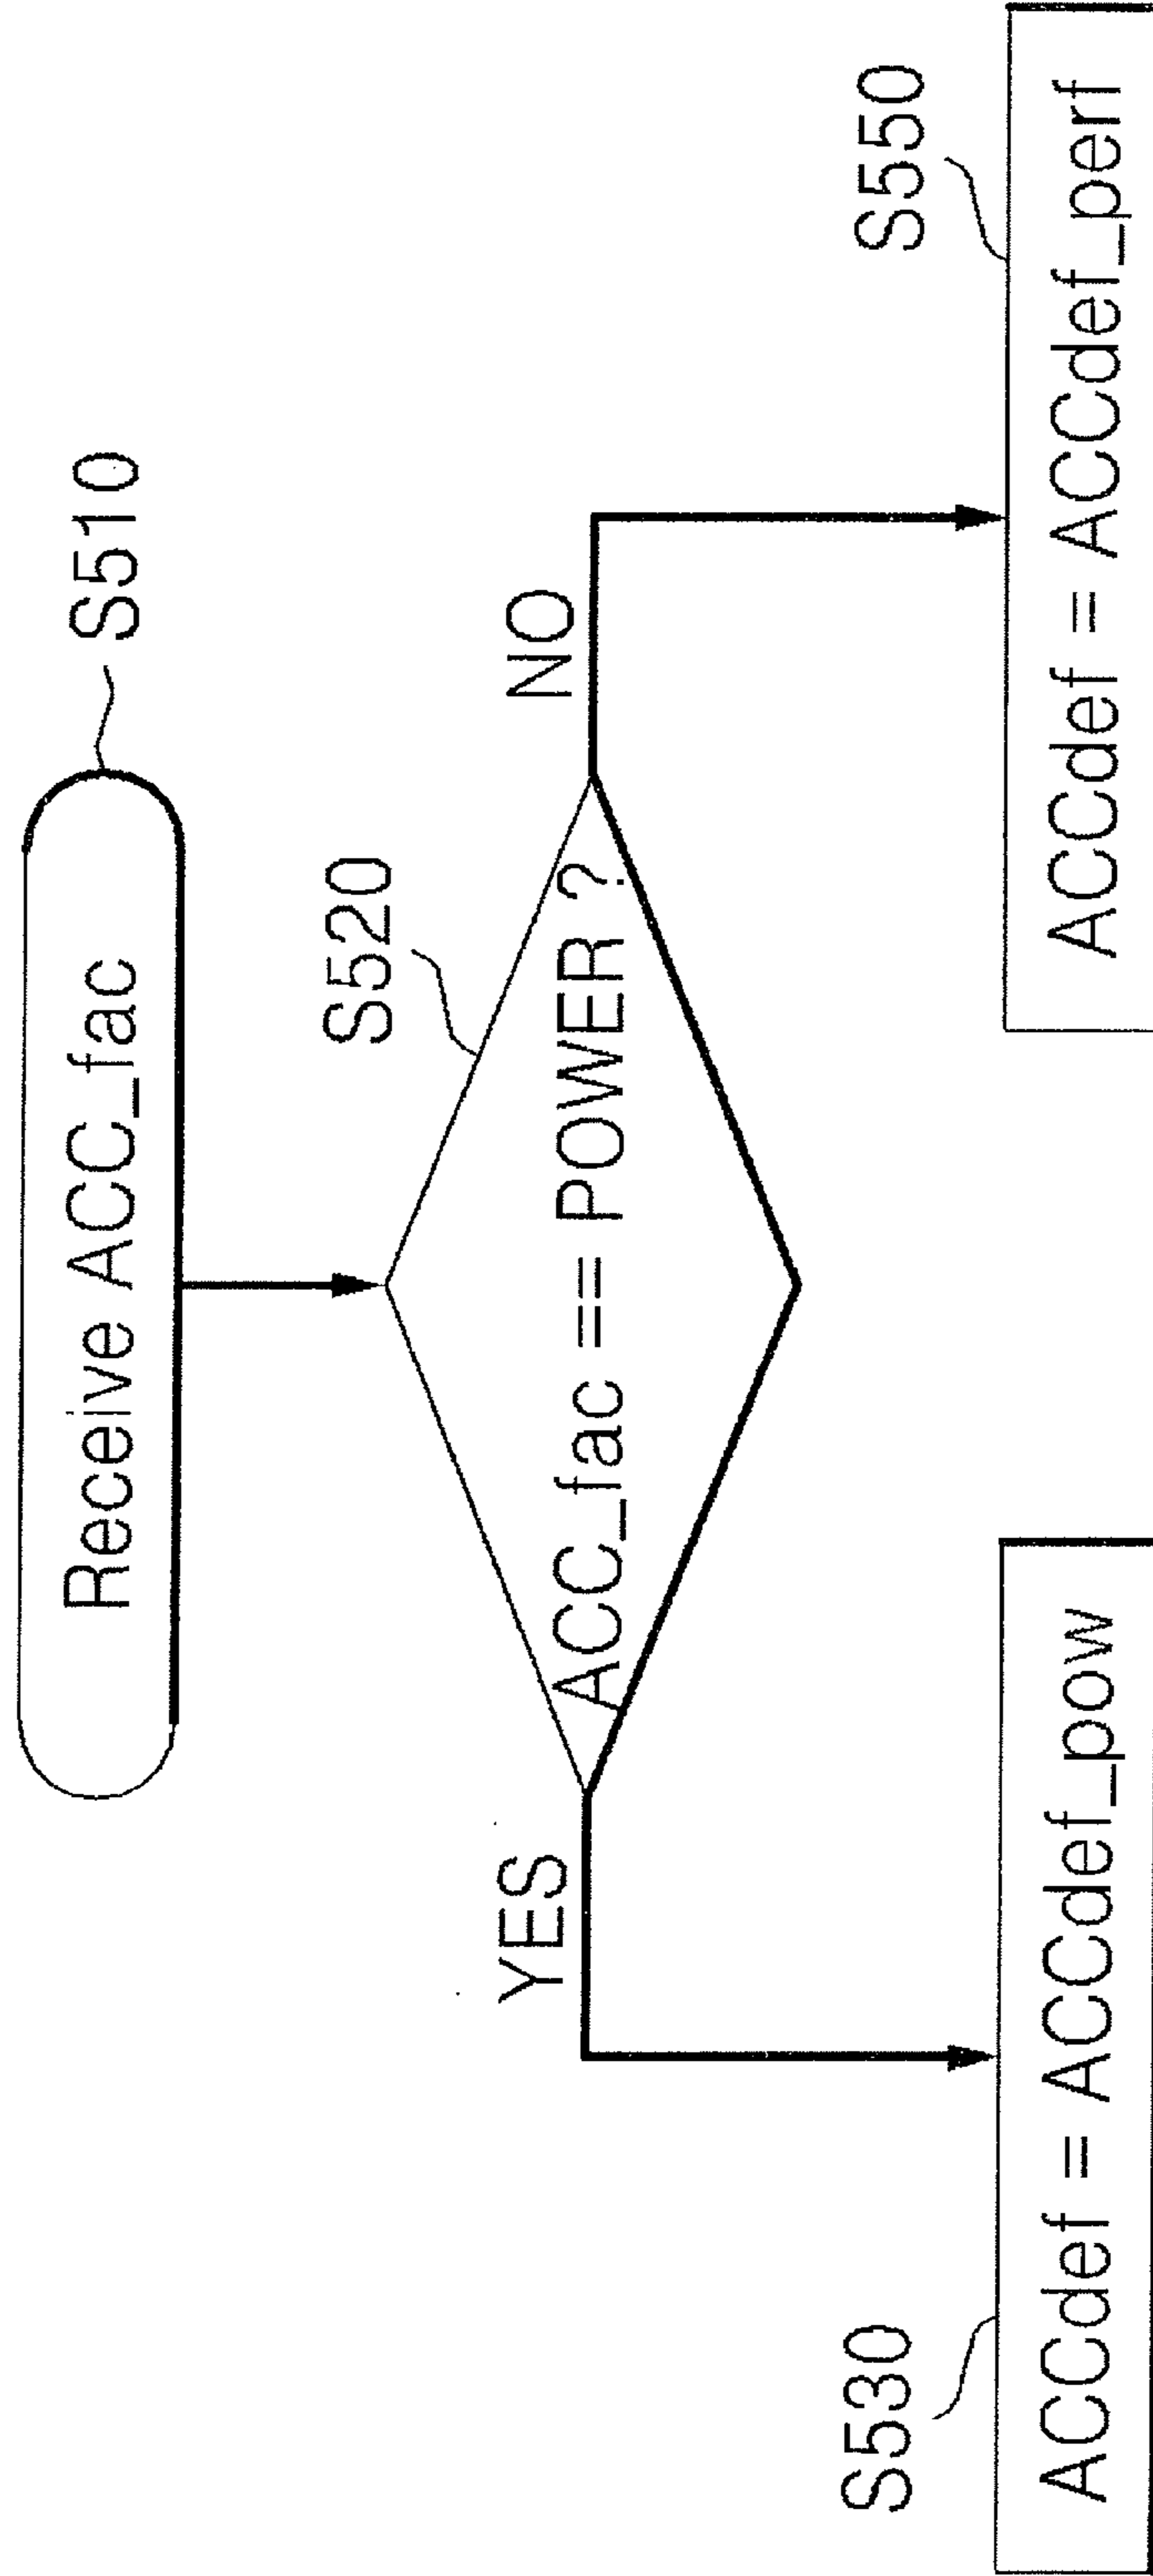 Receive ACC_fac
S510
S520
ACC_fac == POWER ?
YES
NO
S530
S550
ACCdef = ACCdef_pow
ACCdef = ACCdef_perf